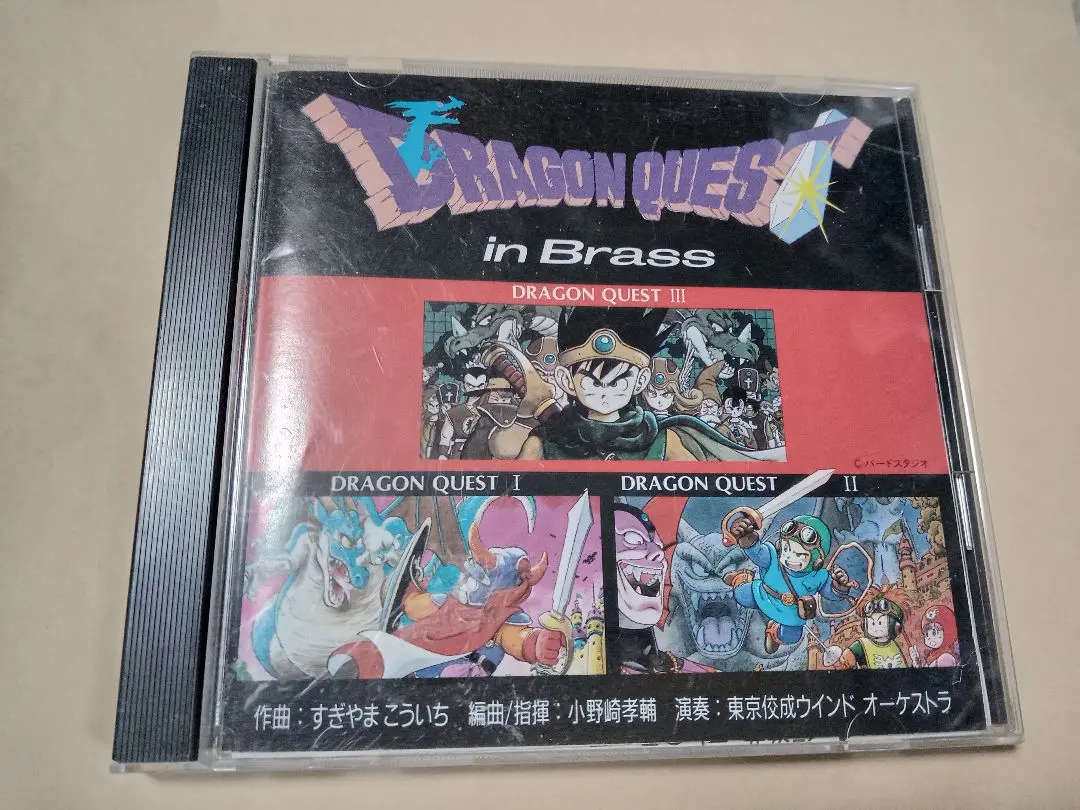 DRAGON QUEST
in Brass
DRAGON QUEST III
©バードスタジオ
DRAGON QUEST I
DRAGON QUEST II
作曲：すぎやまこういち 編曲/指揮：小野崎孝輔 演奏：東京佼成ウインド オーケストラ